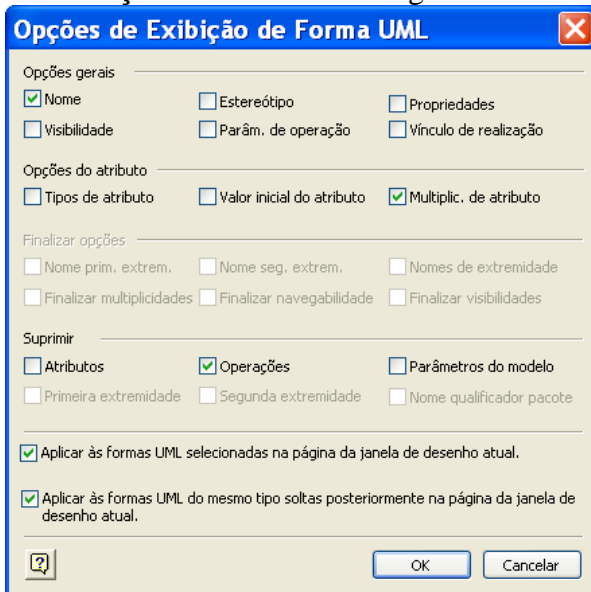 Opções de Exibição de Forma UML
Opções gerais
Nome Estereótipo Propriedades
Visibilidade Parâm. de operação Vínculo de realização
Opções do atributo
Tipos de atributo Valor inicial do atributo Multiplic. de atributo
Finalizar opções
Nome prim. extrem. Nome seg. extrem. Nomes de extremidade
Finalizar multiplicidades Finalizar navegabilidade Finalizar visibilidades
Suprimir
Atributos Operações Parâmetros do modelo
Primeira extremidade Segunda extremidade Nome qualificador pacote
Aplicar às formas UML selecionadas na página da janela de desenho atual.
Aplicar às formas UML do mesmo tipo soltas posteriormente na página da janela de
desenho atual.
? OK Cancelar